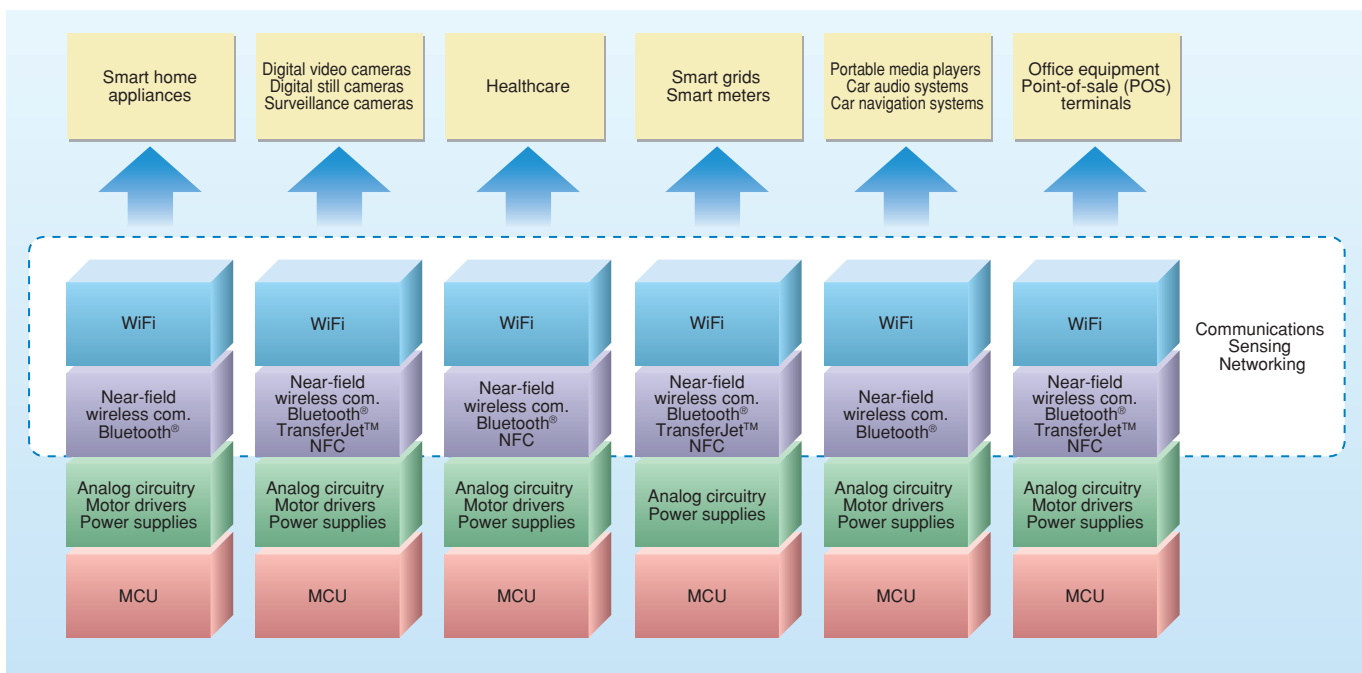 Smart home
appliances
Digital video cameras
Digital still cameras
Surveillance cameras
Healthcare
Smart grids
Smart meters
Portable media players
Car audio systems
Car navigation systems
Office equipment
Point-of-sale (POS)
terminals
WiFi
WiFi
WiFi
WiFi
WiFi
WiFi
Communications
Sensing
Networking
Near-field
wireless com.
Bluetooth®
Near-field
wireless com.
Bluetooth®
TransferJet™
NFC
Near-field
wireless com.
Bluetooth®
NFC
Near-field
wireless com.
Bluetooth®
TransferJet™
NFC
Near-field
wireless com.
Bluetooth®
Near-field
wireless com.
Bluetooth®
TransferJet™
NFC
Analog circuitry
Motor drivers
Power supplies
Analog circuitry
Motor drivers
Power supplies
Analog circuitry
Motor drivers
Power supplies
Analog circuitry
Power supplies
Analog circuitry
Motor drivers
Power supplies
Analog circuitry
Motor drivers
Power supplies
MCU
MCU
MCU
MCU
MCU
MCU